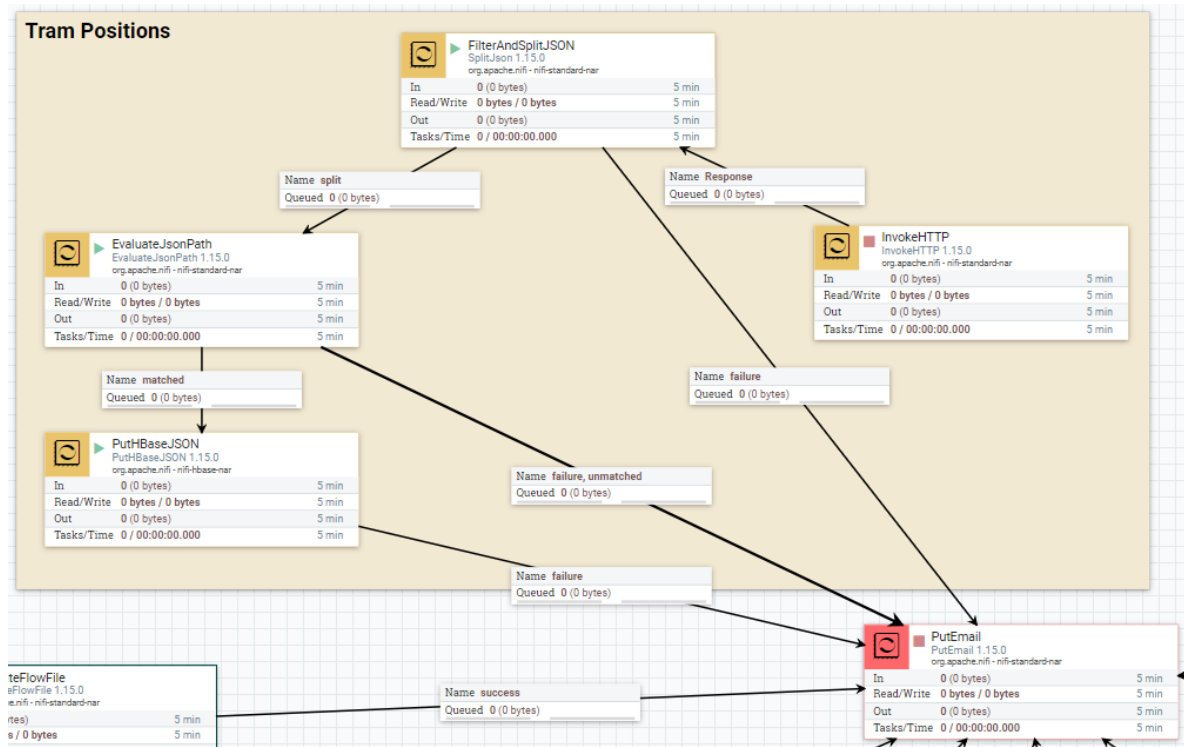 Tram Positions
FilterAndSplitJSON
SplitJson 1.15.0
org.apache.nifi - nifi-standard-nar
In 0 (0 bytes) 5 min
Read/Write 0 bytes / 0 bytes 5 min
Out 0 (0 bytes) 5 min
Tasks/Time 0 / 00:00:00.000 5 min
Name split
Queued 0 (0 bytes)
Name Response
Queued 0 (0 bytes)
EvaluateJsonPath
EvaluateJsonPath 1.15.0
org.apache.nifi - nifi-standard-nar
In 0 (0 bytes) 5 min
Read/Write 0 bytes / 0 bytes 5 min
Out 0 (0 bytes) 5 min
Tasks/Time 0 / 00:00:00.000 5 min
InvokeHTTP
InvokeHTTP 1.15.0
org.apache.nifi - nifi-standard-nar
In 0 (0 bytes) 5 min
Read/Write 0 bytes / 0 bytes 5 min
Out 0 (0 bytes) 5 min
Tasks/Time 0 / 00:00:00.000 5 min
Name matched
Queued 0 (0 bytes)
Name failure
Queued 0 (0 bytes)
PutHBaseJSON
PutHBaseJSON 1.15.0
org.apache.nifi - nifi-hbase-nar
In 0 (0 bytes) 5 min
Read/Write 0 bytes / 0 bytes 5 min
Out 0 (0 bytes) 5 min
Tasks/Time 0 / 00:00:00.000 5 min
Name failure, unmatched
Queued 0 (0 bytes)
Name failure
Queued 0 (0 bytes)
PutEmail
PutEmail 1.15.0
org.apache.nifi - nifi-standard-nar
In 0 (0 bytes) 5 min
Read/Write 0 bytes / 0 bytes 5 min
Out 0 (0 bytes) 5 min
Tasks/Time 0 / 00:00:00.000 5 min
teFlowFile
eFlowFile 1.15.0
e.nifi - nifi-standard-nar
ytes) 5 min
s / 0 bytes 5 min
Name success
Queued 0 (0 bytes)